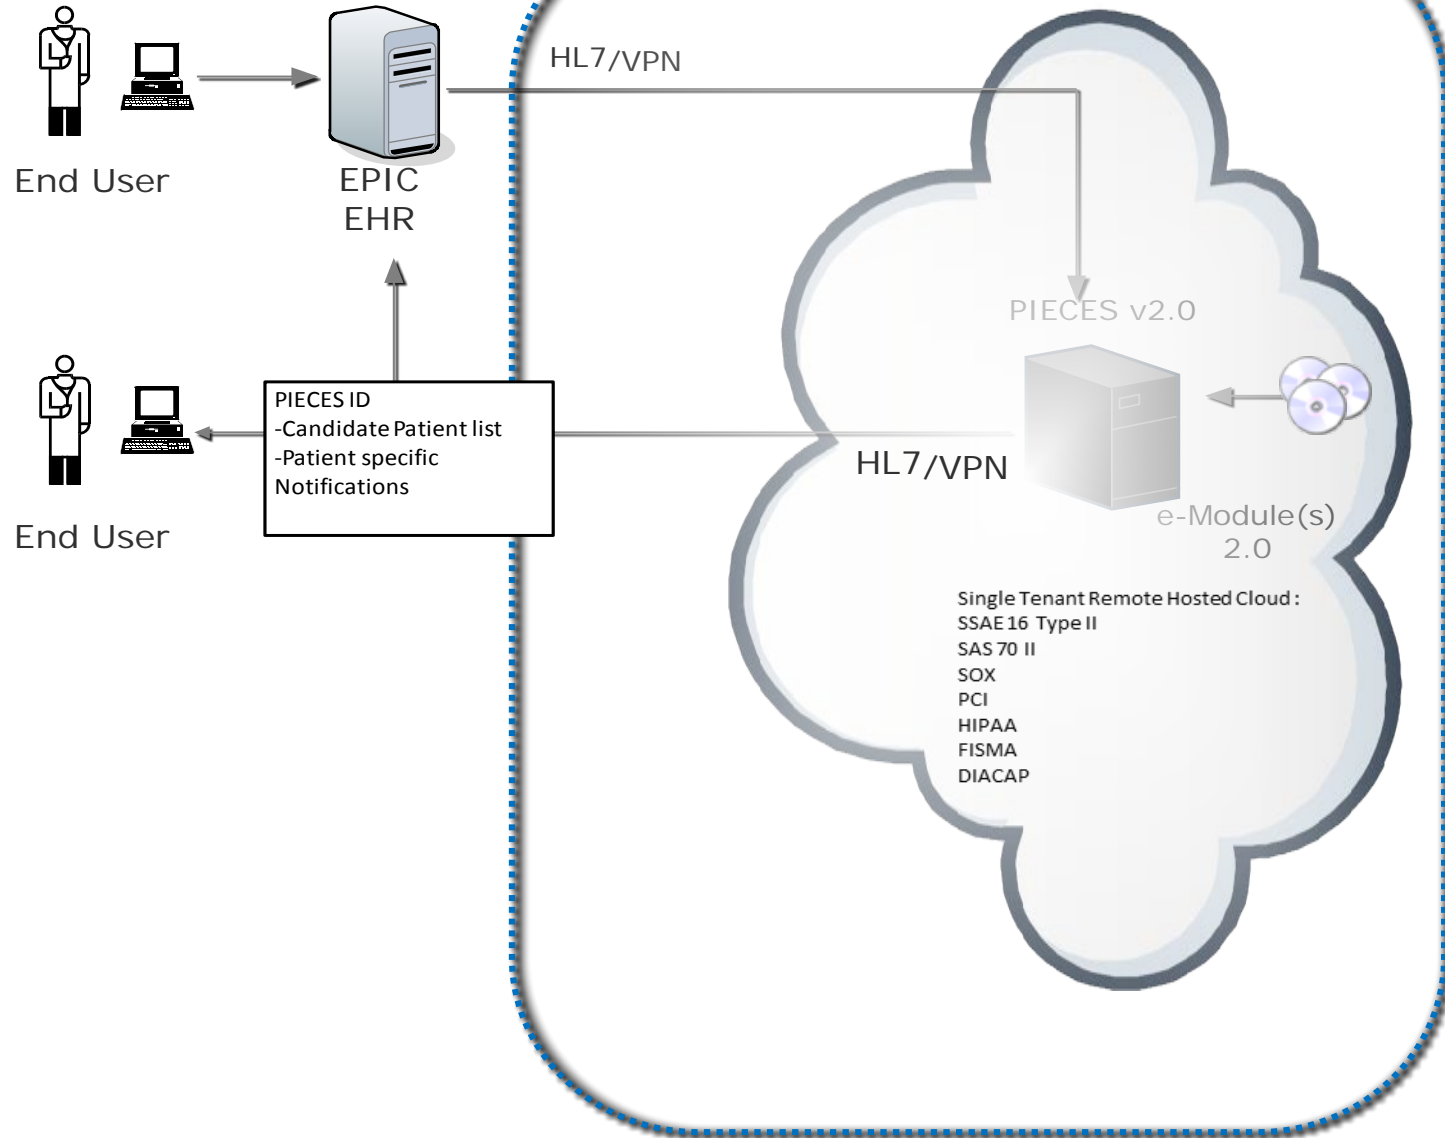 HL7/VPN
End User
EPIC
EHR
PIECES v2.0
PIECES ID
-Candidate Patient list
-Patient specific
Notifications
HL7/VPN
End User
e-Module(s)
2.0
Single Tenant Remote Hosted Cloud :
SSAE 16 Type II
SAS 70 II
SOX
PCI
HIPAA
FISMA
DIACAP